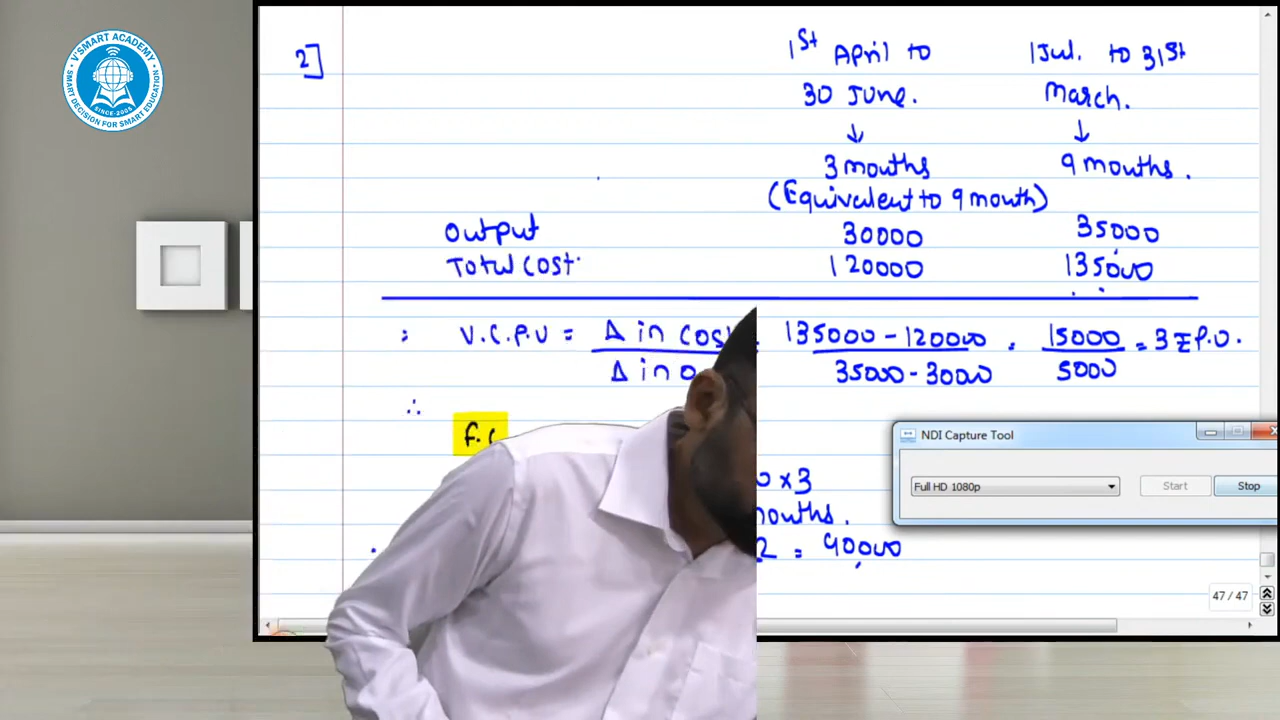 V'SMART ACADEMY
SINCE-2005
SMART DECISION FOR SMART EDUCATION
2]
1st April to 30 June.
1 Jul. to 31st March.
3 months
9 months.
(Equivalent to 9 month)
Output 30000 35000
Total cost 120000 135000
∴ V.C.P.U = Δ in cost 135000 - 120000 = 15000 = 3 ₹ P.U.
Δ in o 35000 - 30000 5000
∴
F.C
0 x 3
months.
2 = 90000
NDI Capture Tool
Full HD 1080p
Start
Stop
47 / 47